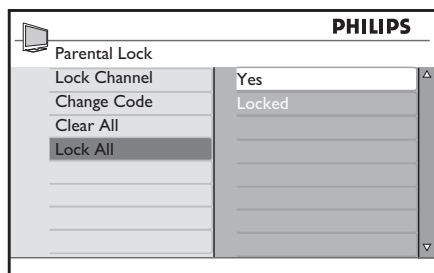 PHILIPS
Parental Lock
Lock Channel
Change Code
Clear All
Lock All
Yes
Locked